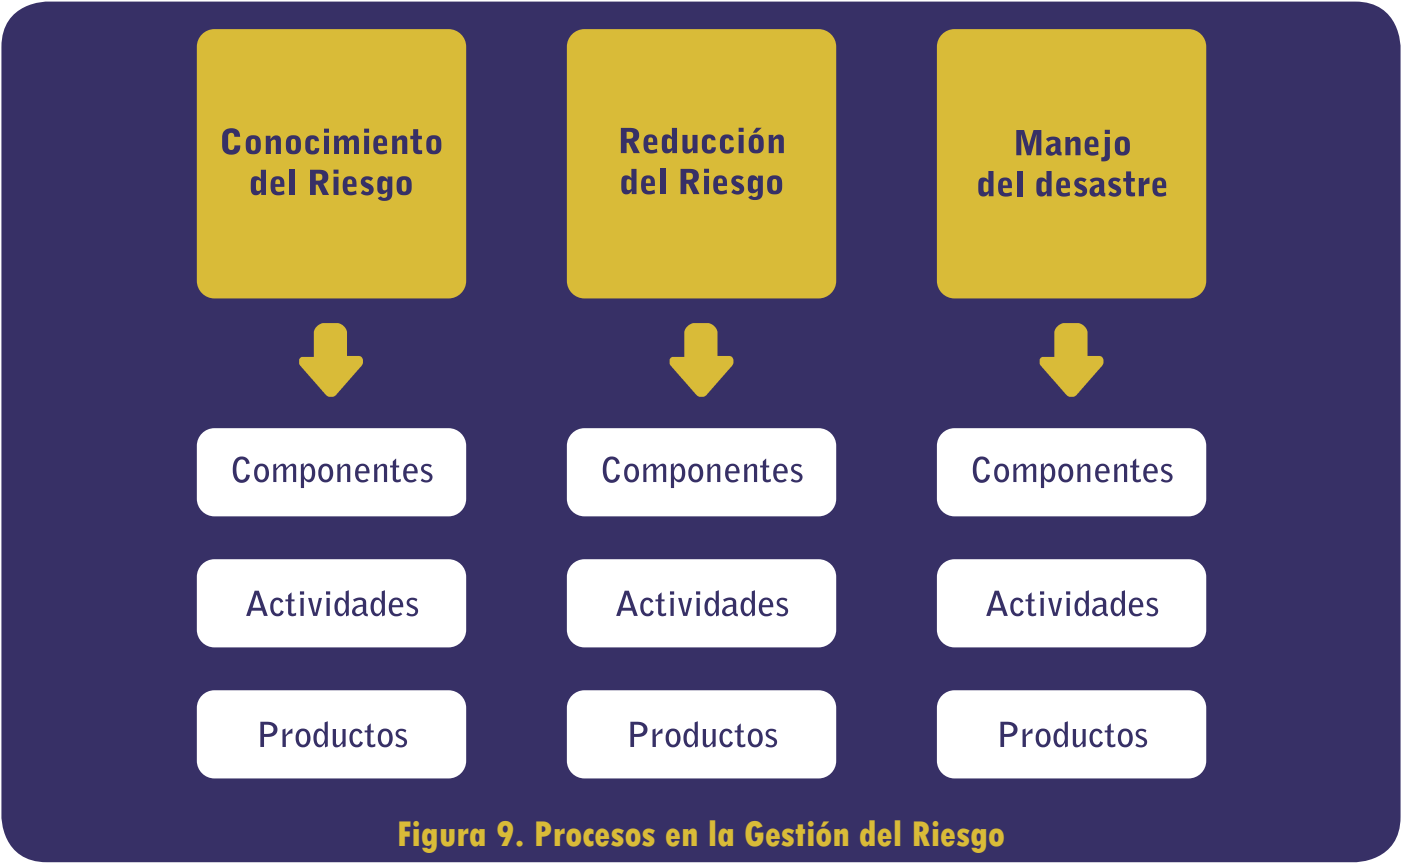 Conocimiento
del Riesgo
Reducción
del Riesgo
Manejo
del desastre
Componentes
Componentes
Componentes
Actividades
Actividades
Actividades
Productos
Productos
Productos
Figura 9. Procesos en la Gestión del Riesgo